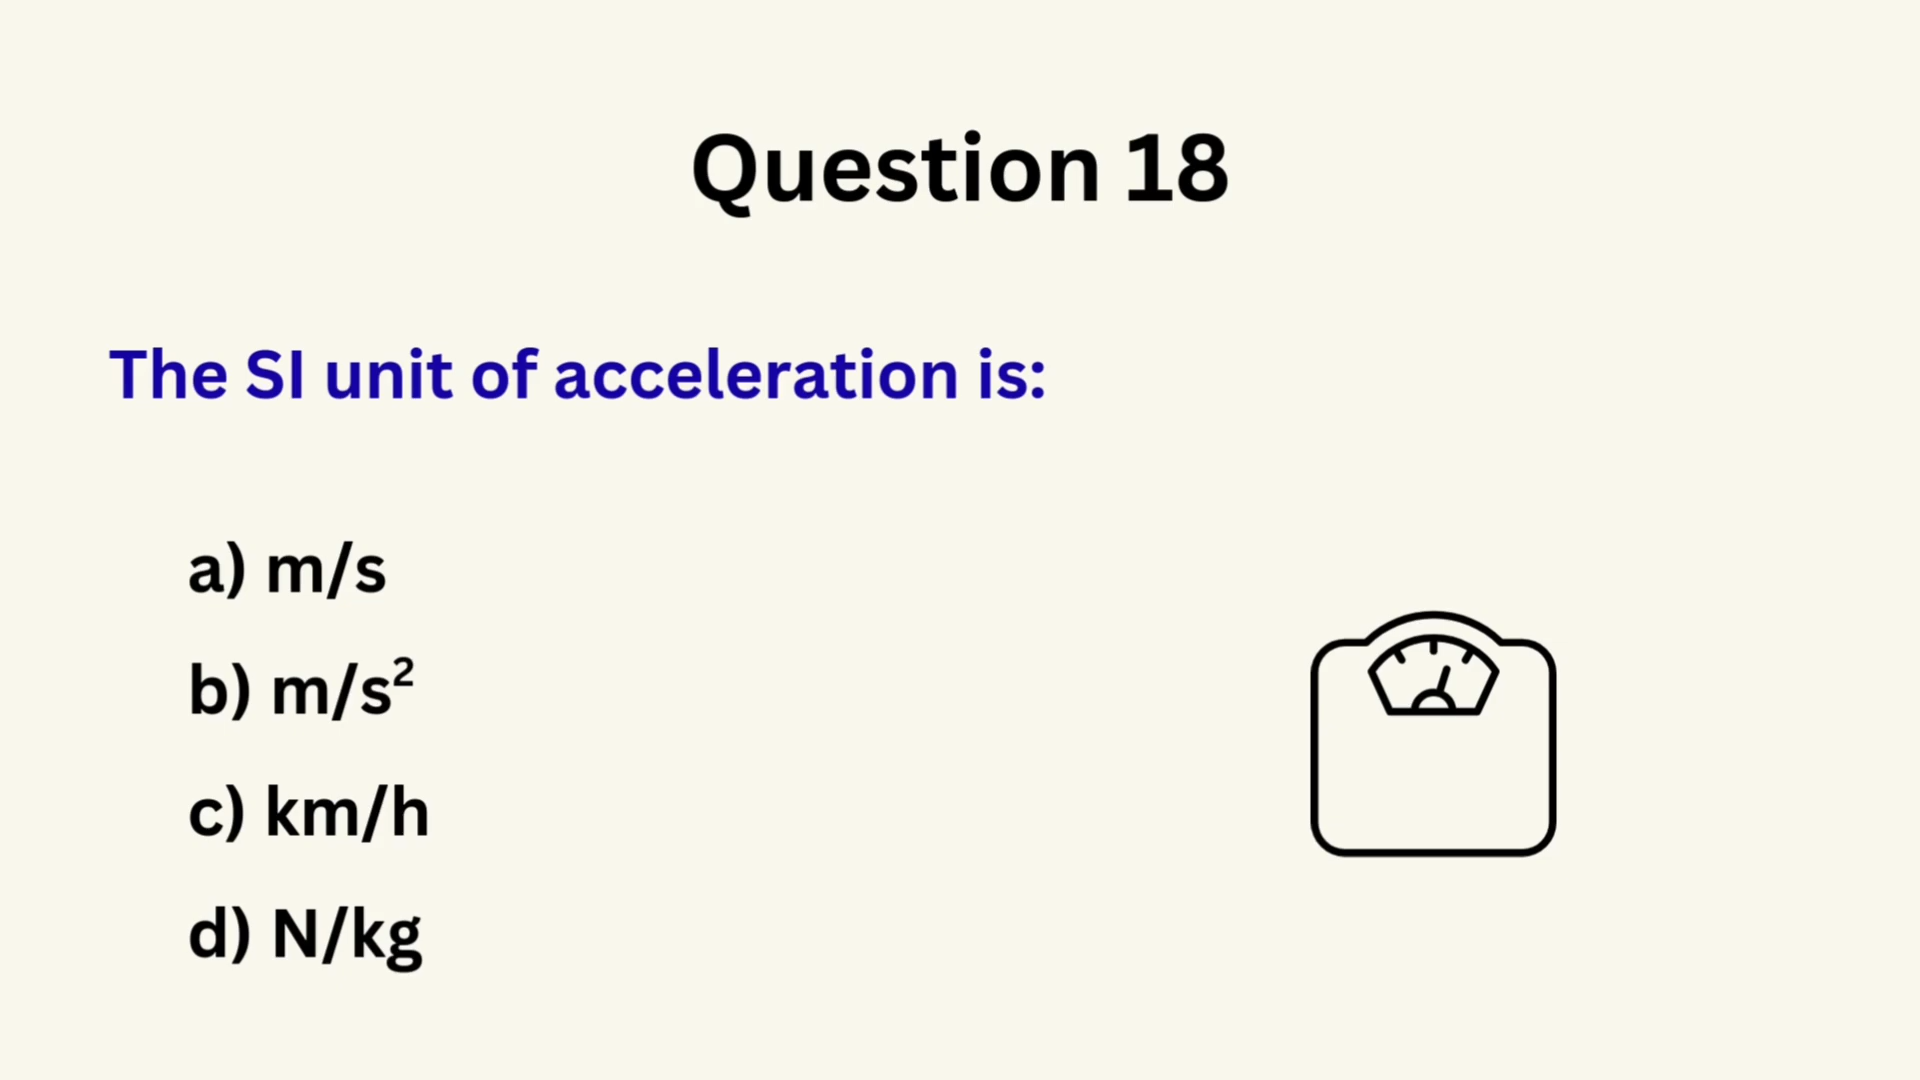 Question 18
The SI unit of acceleration is:
a) m/s
b) m/s²
c) km/h
d) N/kg